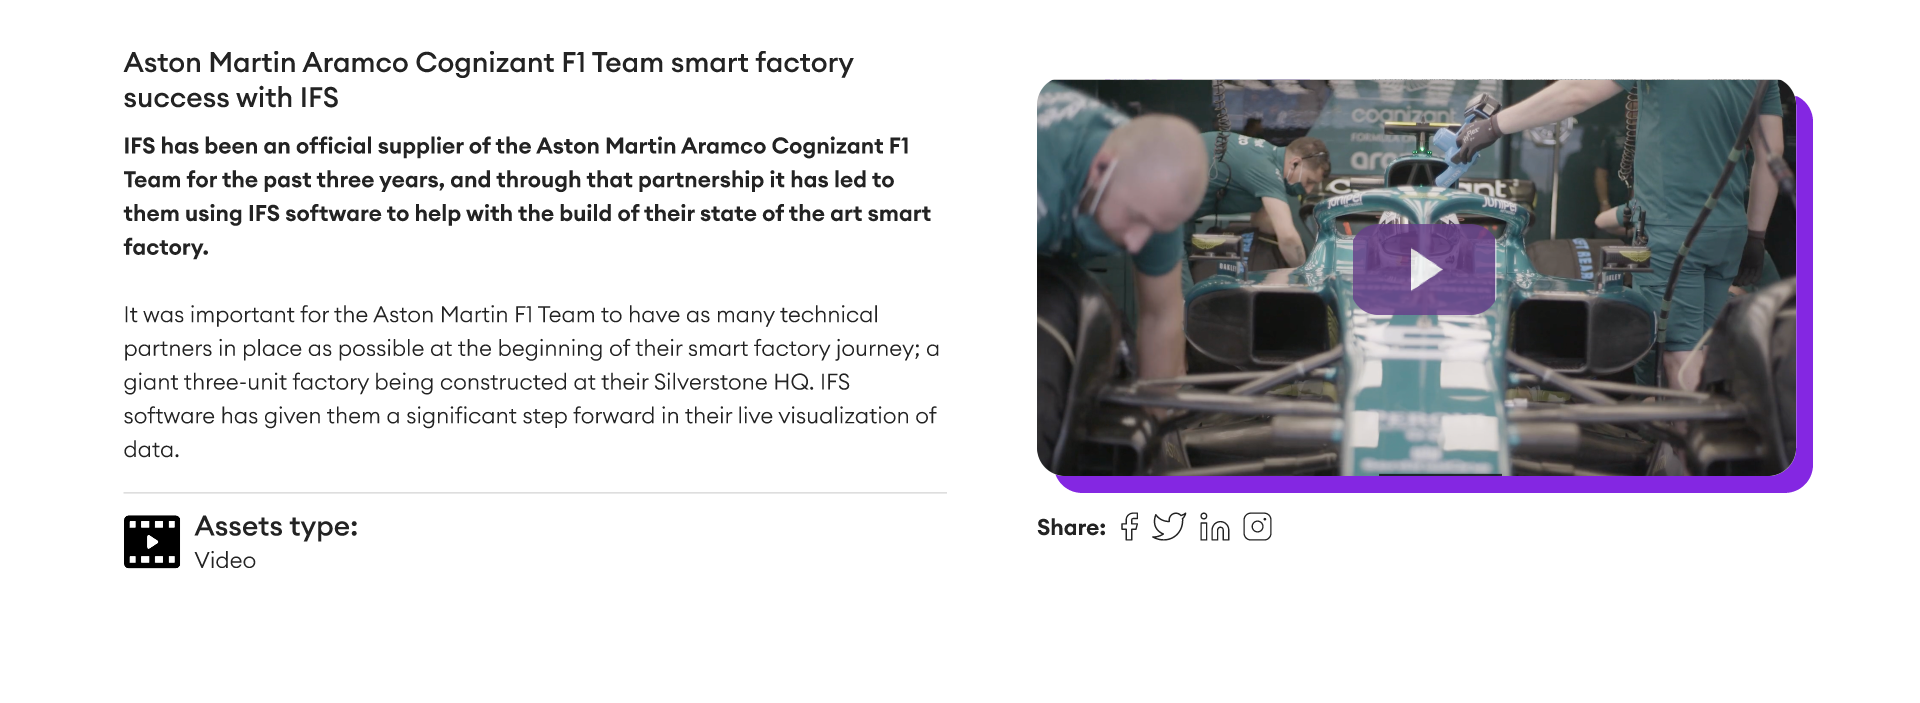 Aston Martin Aramco Cognizant F1 Team smart factory
success with IFS
IFS has been an official supplier of the Aston Martin Aramco Cognizant F1
Team for the past three years, and through that partnership it has led to
them using IFS software to help with the build of their state of the art smart
factory.
It was important for the Aston Martin F1 Team to have as many technical
partners in place as possible at the beginning of their smart factory journey; a
giant three-unit factory being constructed at their Silverstone HQ. IFS
software has given them a significant step forward in their live visualization of
data.
Assets type:
Video
cognizant
Juniper
Juniper
Share: